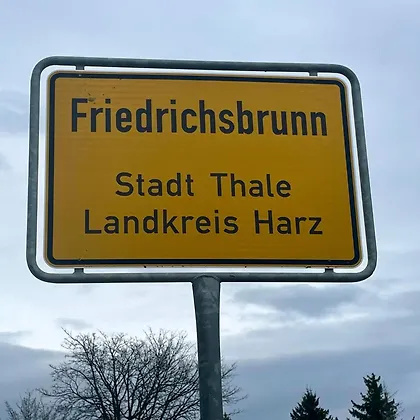 Friedrichsbrunn
Stadt Thale
Landkreis Harz